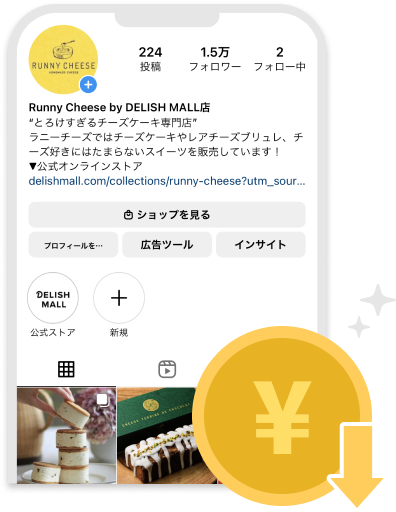 RUNNY CHEESE
HOMEMADE CHEESE
224
投稿
1.5万
フォロワー
2
フォロー中
Runny Cheese by DELISH MALL店
“とろけすぎるチーズケーキ専門店”
ラニーチーズではチーズケーキやレアチーズブリュレ、チ
ーズ好きにはたまらないスイーツを販売しています！
▼公式オンラインストア
delishmall.com/collections/runny-cheese?utm_sour...
ショップを見る
プロフィールを…
広告ツール
インサイト
DELISH
MALL
公式ストア
新規
¥